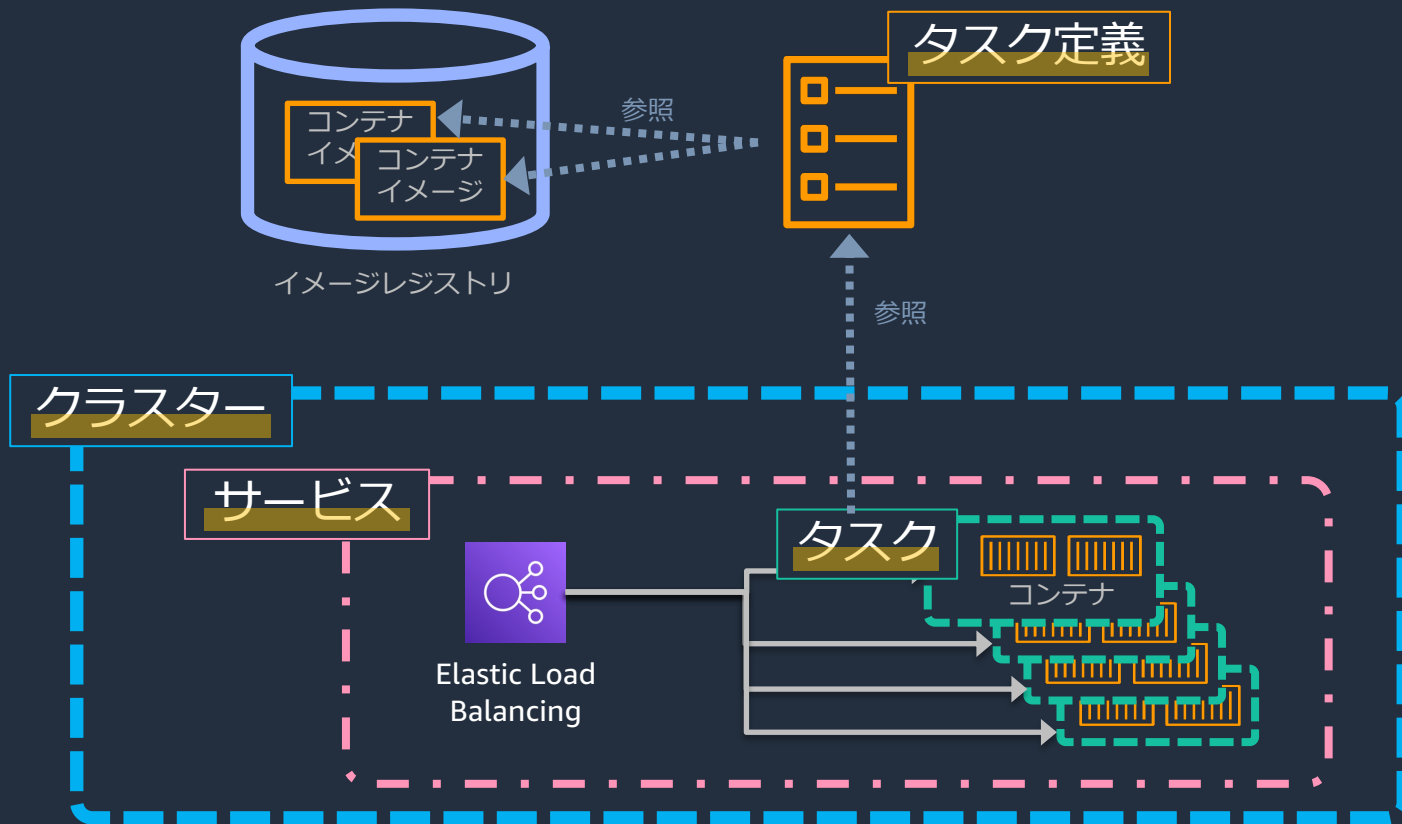 タスク定義
コンテナ
イメ
コンテナ
イメージ
参照
イメージレジストリ
参照
クラスター
サービス
タスク
コンテナ
Elastic Load
Balancing